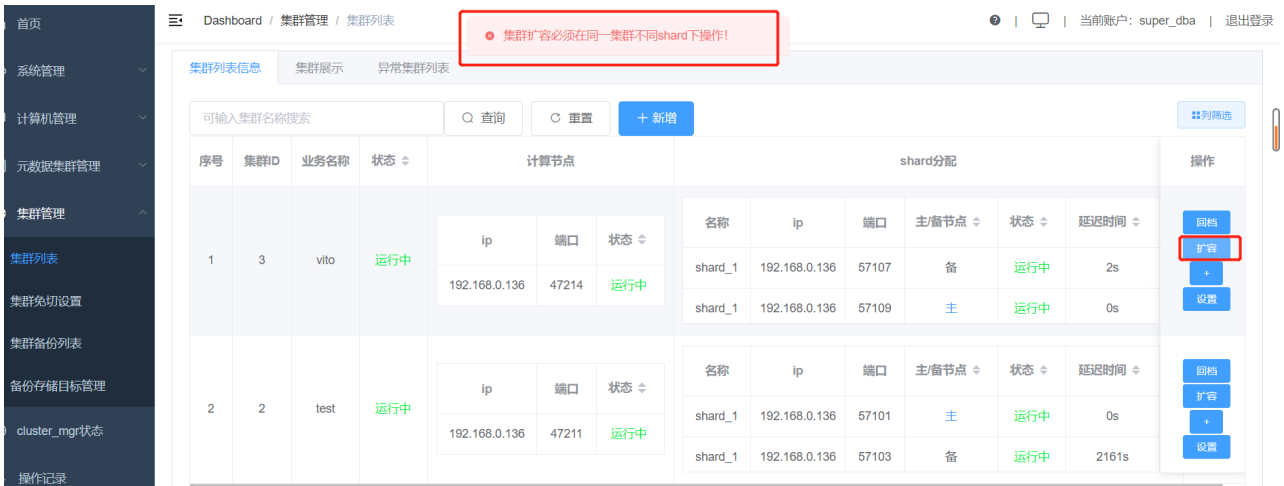 首页
Dashboard / 集群管理 / 集群列表
集群扩容必须在同一集群不同shard下操作!
| | 当前账户：super_dba | 退出登录
系统管理
计算机管理
元数据集群管理
集群管理
集群列表
集群免切设置
集群备份列表
备份存储目标管理
cluster_mgr状态
操作记录
集群列表信息 集群展示 异常集群列表
可输入集群名称搜索 查询 重置 + 新增 列筛选
序号 集群ID 业务名称 状态 计算节点 shard分配 操作
1 3 vito 运行中
ip 端口 状态
192.168.0.136 47214 运行中
名称 ip 端口 主/备节点 状态 延迟时间
shard_1 192.168.0.136 57107 备 运行中 2s
shard_1 192.168.0.136 57109 主 运行中 0s
回档
扩容
+
设置
2 2 test 运行中
ip 端口 状态
192.168.0.136 47211 运行中
名称 ip 端口 主/备节点 状态 延迟时间
shard_1 192.168.0.136 57101 主 运行中 0s
shard_1 192.168.0.136 57103 备 运行中 2161s
回档
扩容
+
设置